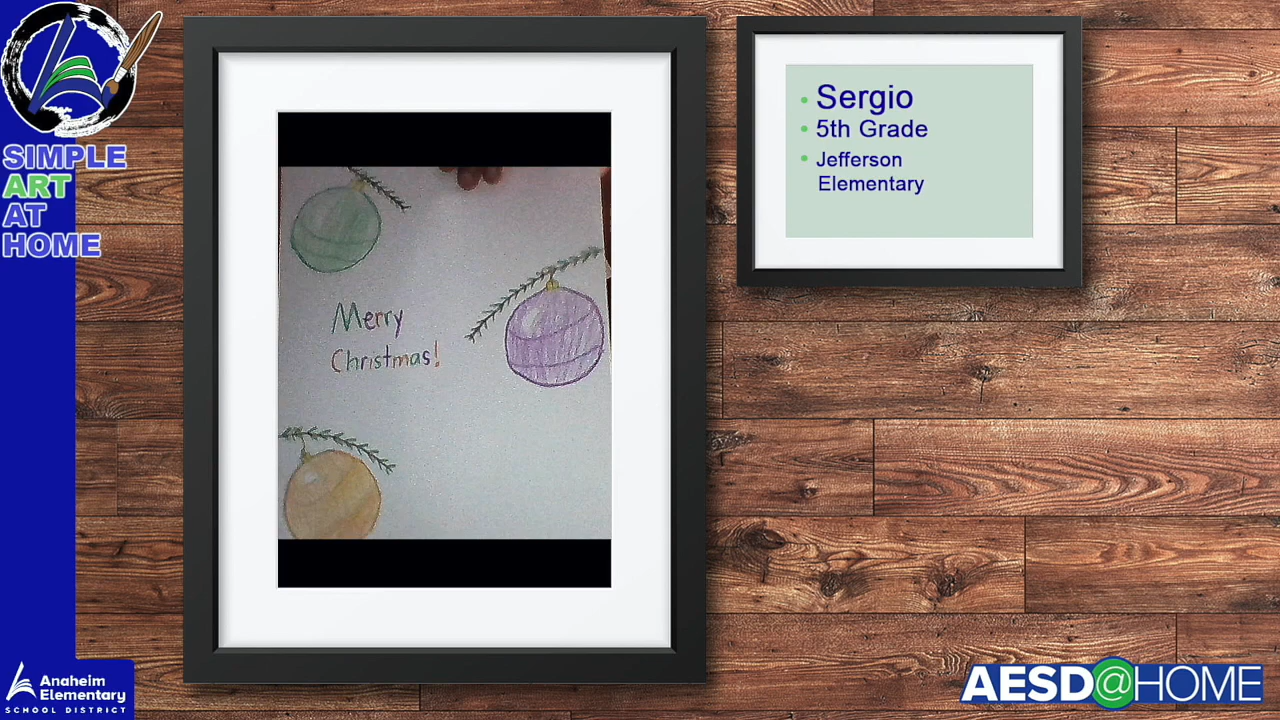 SIMPLE
ART
AT
HOME
Merry
Christmas!
Sergio
5th Grade
Jefferson
Elementary
Anaheim
Elementary
SCHOOL DISTRICT
AESD@HOME